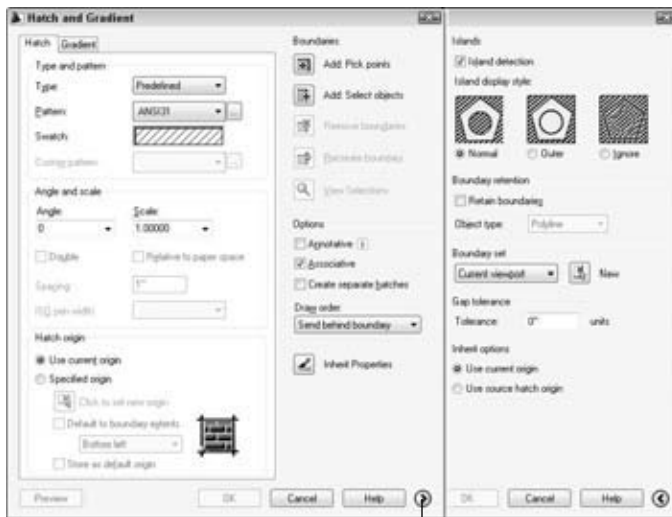 Hatch and Gradient
Hatch
Gradient
Type and pattern
Type:
Predefined
Pattern:
ANSI31
...
Swatch:
Custom pattern:
...
Angle and scale
Angle:
Scale:
0
1.00000
Double
Relative to paper space
Spacing:
1"
ISO pen width:
Hatch origin
Use current origin
Specified origin
Click to set new origin
Default to boundary extents
Bottom left
Store as default origin
Preview
Boundaries
Add: Pick points
Add: Select objects
Remove boundaries
Recreate boundary
View Selections
Options
Annotative
Associative
Create separate hatches
Draw order:
Send behind boundary
Inherit Properties
OK
Cancel
Help
Islands
Island detection
Island display style:
Normal
Outer
Ignore
Boundary retention
Retain boundaries
Object type:
Polyline
Boundary set
Current viewport
New
Gap tolerance
Tolerance:
0"
units
Inherit options
Use current origin
Use source hatch origin
OK
Cancel
Help